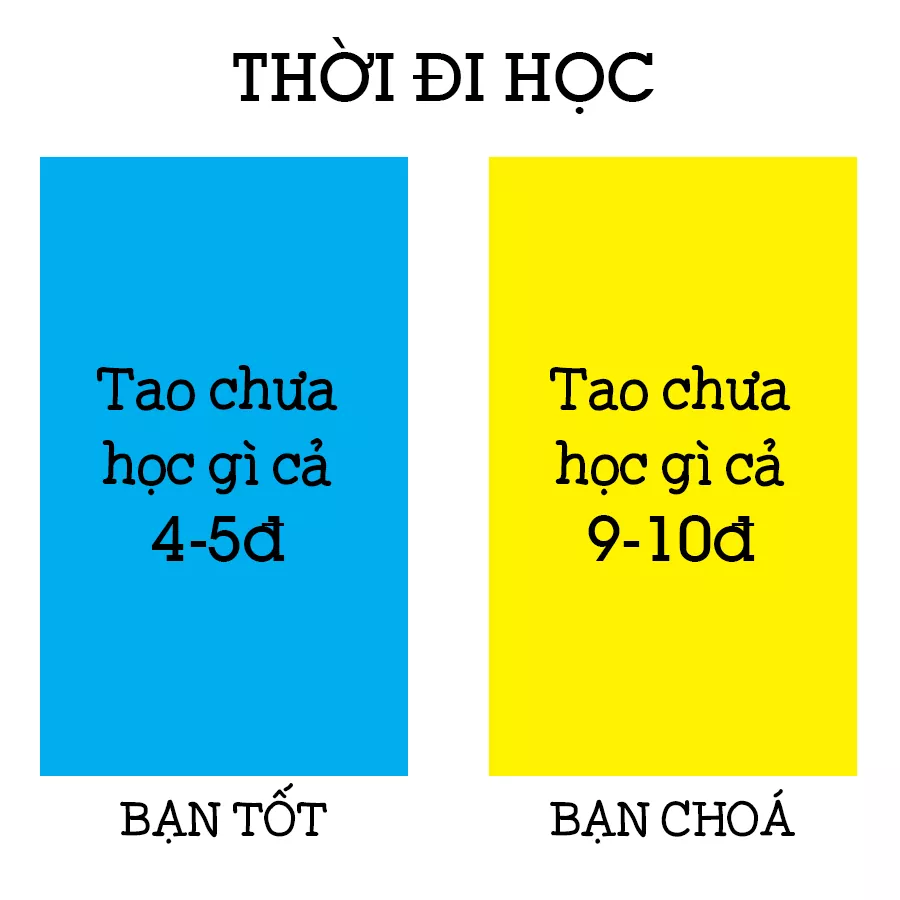 THỜI ĐI HỌC
Tao chưa
học gì cả
4-5đ
BẠN TỐT
Tao chưa
học gì cả
9-10đ
BẠN CHOÁ